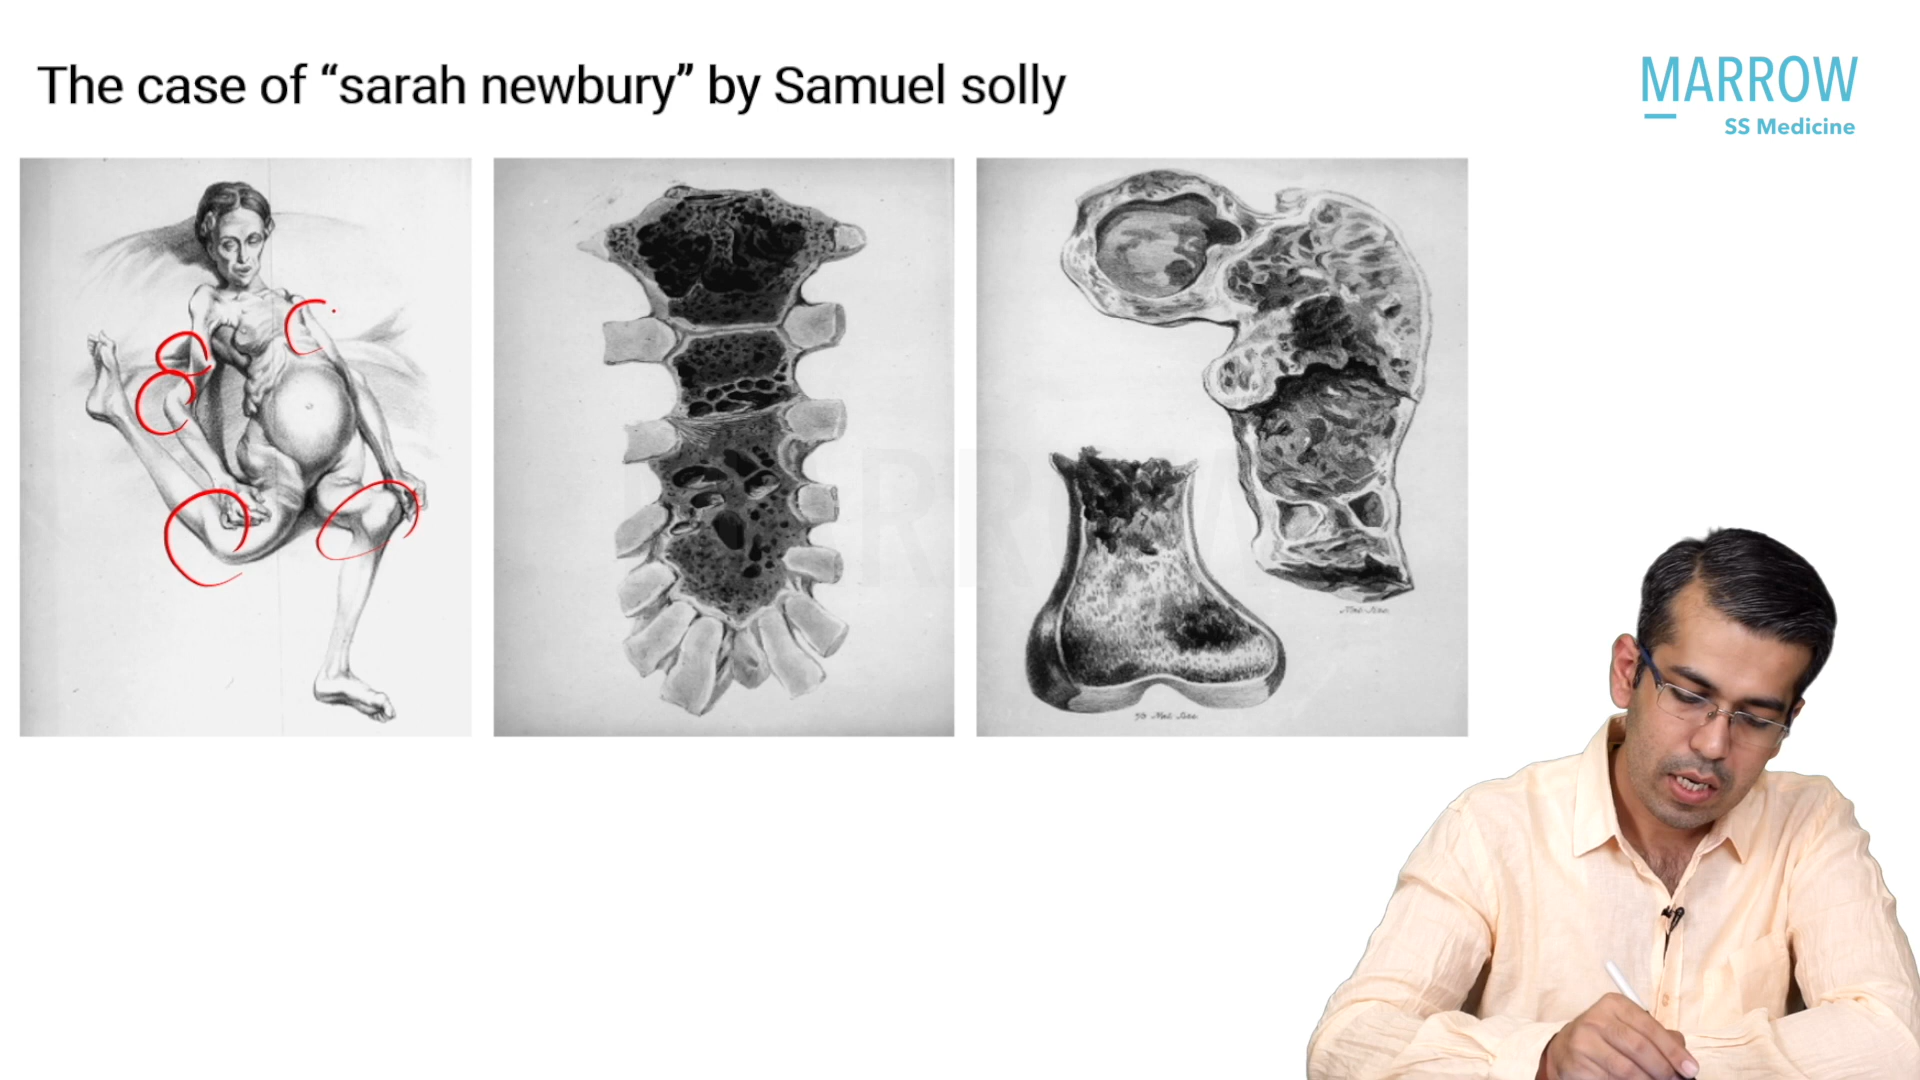 The case of “sarah newbury” by Samuel solly
MARROW
SS Medicine